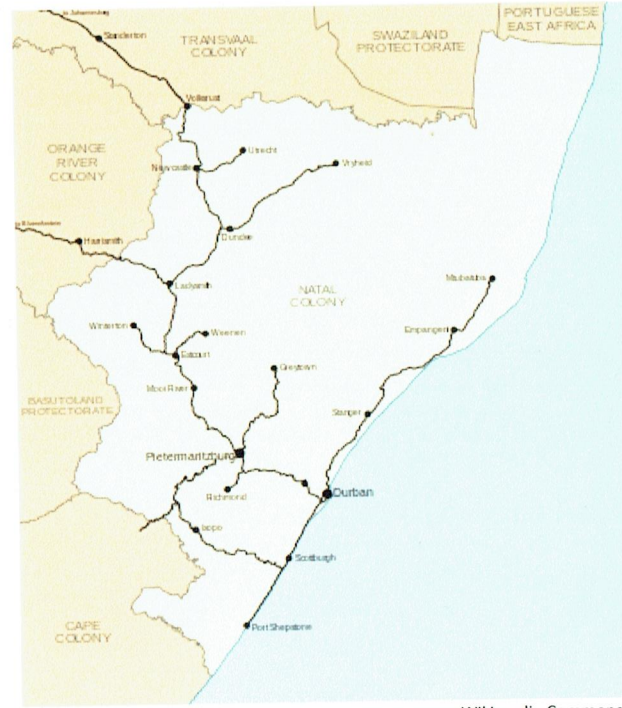 Standerton
TRANSVAAL
COLONY
SWAZILAND
PROTECTORATE
PORTUGUESE
EAST AFRICA
Volksrust
ORANGE
RIVER
COLONY
Utrecht
Newcastle
Vryheid
Harrismith
Dundee
Ladysmith
NATAL
COLONY
Mtubatuba
Winterton
Weenen
Empangeni
Estcourt
Greytown
Mooi River
BASUTOLAND
PROTECTORATE
Stanger
Pietermaritzburg
Richmond
Durban
Ixopo
Scottburgh
CAPE
COLONY
Port Shepstone